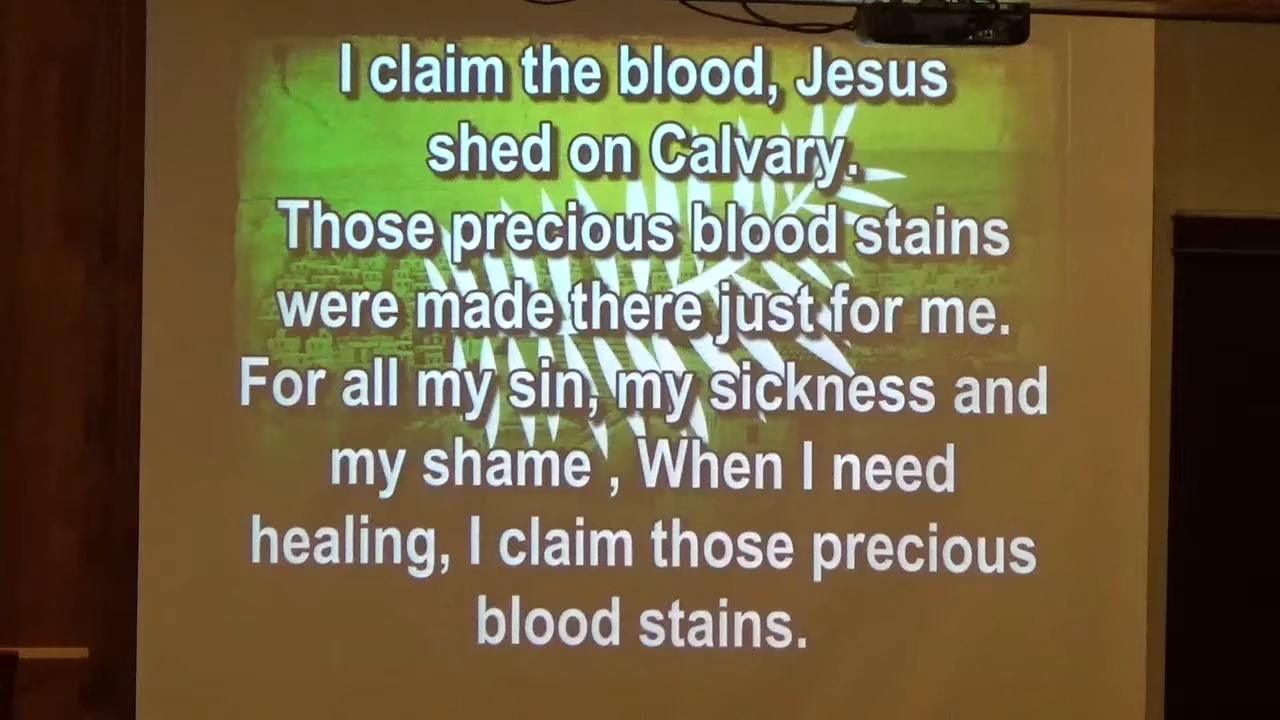 I claim the blood, Jesus
shed on Calvary.
Those precious blood stains
were made there just for me.
For all my sin, my sickness and
my shame , When I need
healing, I claim those precious
blood stains.